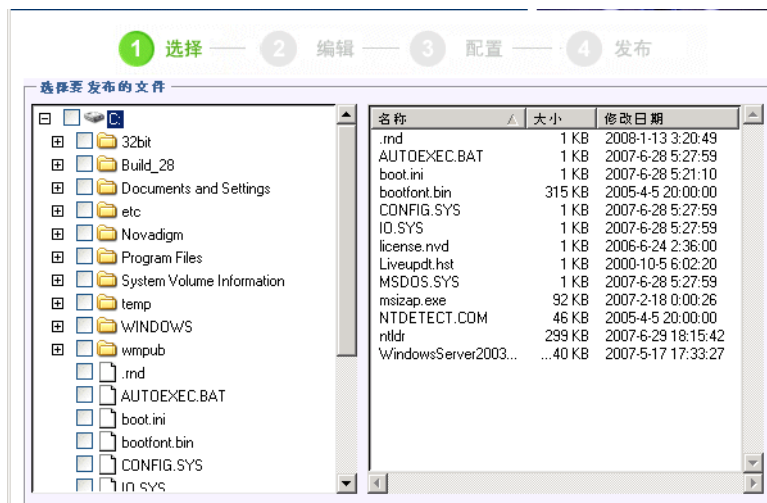 1 选择 2 编辑 3 配置 4 发布
选择要发布的文件
C:
32bit
Build_28
Documents and Settings
etc
Novadigm
Program Files
System Volume Information
temp
WINDOWS
wmpub
.rnd
AUTOEXEC.BAT
boot.ini
bootfont.bin
CONFIG.SYS
IO.SYS
名称 大小 修改日期
.rnd 1 KB 2008-1-13 3:20:49
AUTOEXEC.BAT 1 KB 2007-6-28 5:27:59
boot.ini 1 KB 2007-6-28 5:21:10
bootfont.bin 315 KB 2005-4-5 20:00:00
CONFIG.SYS 1 KB 2007-6-28 5:27:59
IO.SYS 1 KB 2007-6-28 5:27:59
license.nvd 1 KB 2006-6-24 2:36:00
Liveupdt.hst 1 KB 2000-10-5 6:02:20
MSDOS.SYS 1 KB 2007-6-28 5:27:59
msizap.exe 92 KB 2007-2-18 0:00:26
NTDETECT.COM 46 KB 2005-4-5 20:00:00
ntldr 299 KB 2007-6-29 18:15:42
WindowsServer2003... ...40 KB 2007-5-17 17:33:27